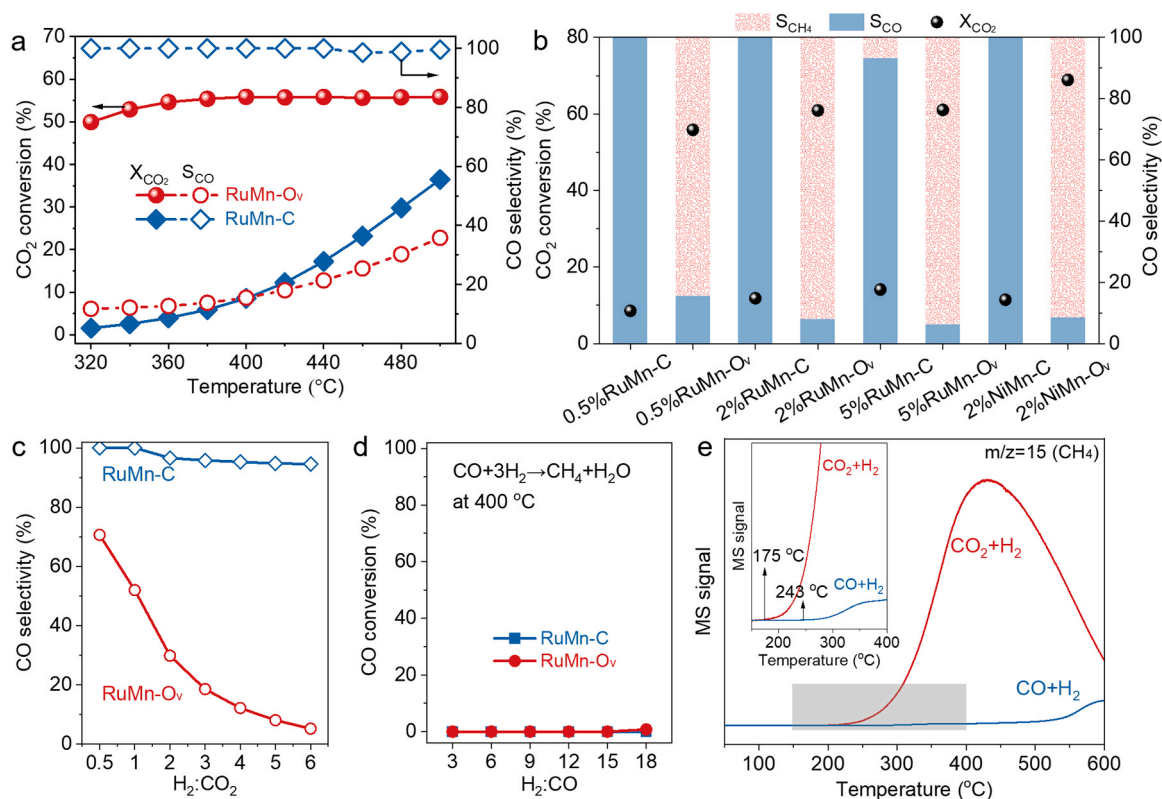 a
CO₂ conversion (%)
70
60
50
40
30
20
10
0
320 360 400 440 480
Temperature (°C)
100
80
60
40
20
0
CO selectivity (%)
X_CO₂ S_CO
RuMn-Oᵥ
RuMn-C
b
S_CH₄ S_CO X_CO₂
CO₂ conversion (%)
80
60
40
20
0
100
80
60
40
20
0
CO selectivity (%)
0.5%RuMn-C
0.5%RuMn-Oᵥ
2%RuMn-C
2%RuMn-Oᵥ
5%RuMn-C
5%RuMn-Oᵥ
2%NiMn-C
2%NiMn-Oᵥ
c
CO selectivity (%)
100
80
60
40
20
0
RuMn-C
RuMn-Oᵥ
0.5 1 2 3 4 5 6
H₂:CO₂
d
CO conversion (%)
100
80
60
40
20
0
CO+3H₂→CH₄+H₂O
at 400 °C
RuMn-C
RuMn-Oᵥ
3 6 9 12 15 18
H₂:CO
e
m/z=15 (CH₄)
MS signal
CO₂+H₂
CO+H₂
100 200 300 400 500 600
Temperature (°C)
MS signal
CO₂+H₂
175 °C
243 °C
CO+H₂
200 300 400
Temperature (°C)